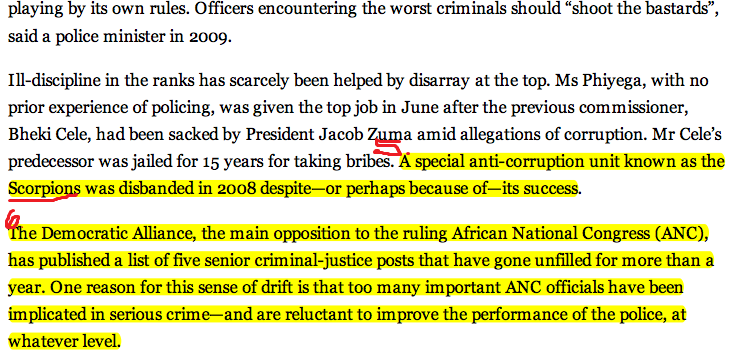 playing by its own rules. Officers encountering the worst criminals should “shoot the bastards”,
said a police minister in 2009.
Ill-discipline in the ranks has scarcely been helped by disarray at the top. Ms Phiyega, with no
prior experience of policing, was given the top job in June after the previous commissioner,
Bheki Cele, had been sacked by President Jacob Zuma amid allegations of corruption. Mr Cele’s
5
predecessor was jailed for 15 years for taking bribes. A special anti-corruption unit known as the
Scorpions was disbanded in 2008 despite—or perhaps because of—its success.
6
The Democratic Alliance, the main opposition to the ruling African National Congress (ANC),
has published a list of five senior criminal-justice posts that have gone unfilled for more than a
year. One reason for this sense of drift is that too many important ANC officials have been
implicated in serious crime—and are reluctant to improve the performance of the police, at
whatever level.